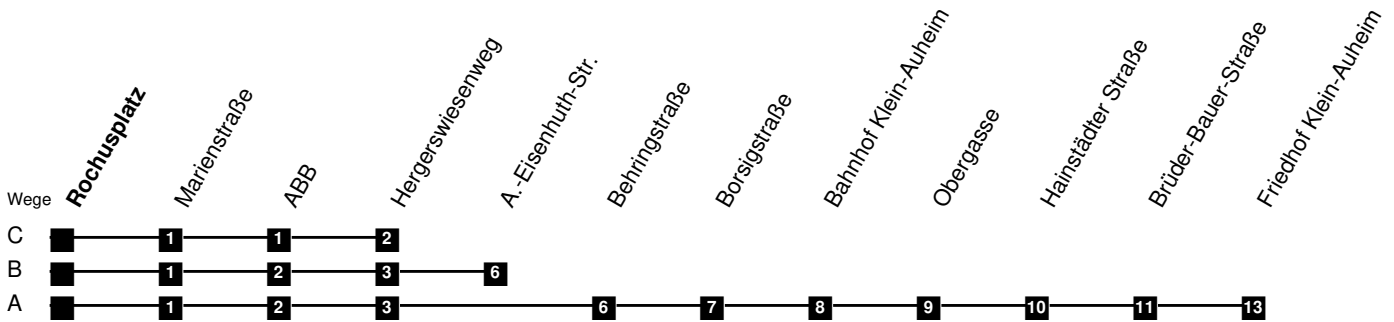 Rochusplatz
Marienstraße
ABB
Hergerswiesenweg
A.-Eisenhuth-Str.
Behringstraße
Borsigstraße
Bahnhof Klein-Auheim
Obergasse
Hainstädter Straße
Brüder-Bauer-Straße
Friedhof Klein-Auheim
Wege
C 1 1 2
B 1 2 3 6
A 1 2 3 6 7 8 9 10 11 13